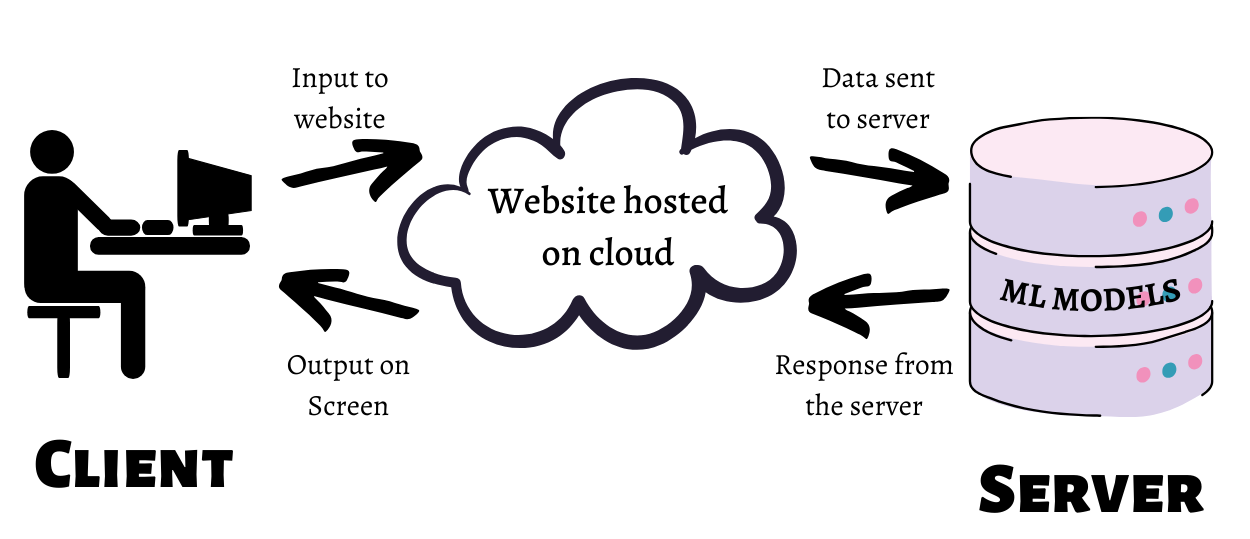 Input to
website
Data sent
to server
Website hosted
on cloud
ML MODELS
Output on
Screen
Response from
the server
CLIENT
SERVER